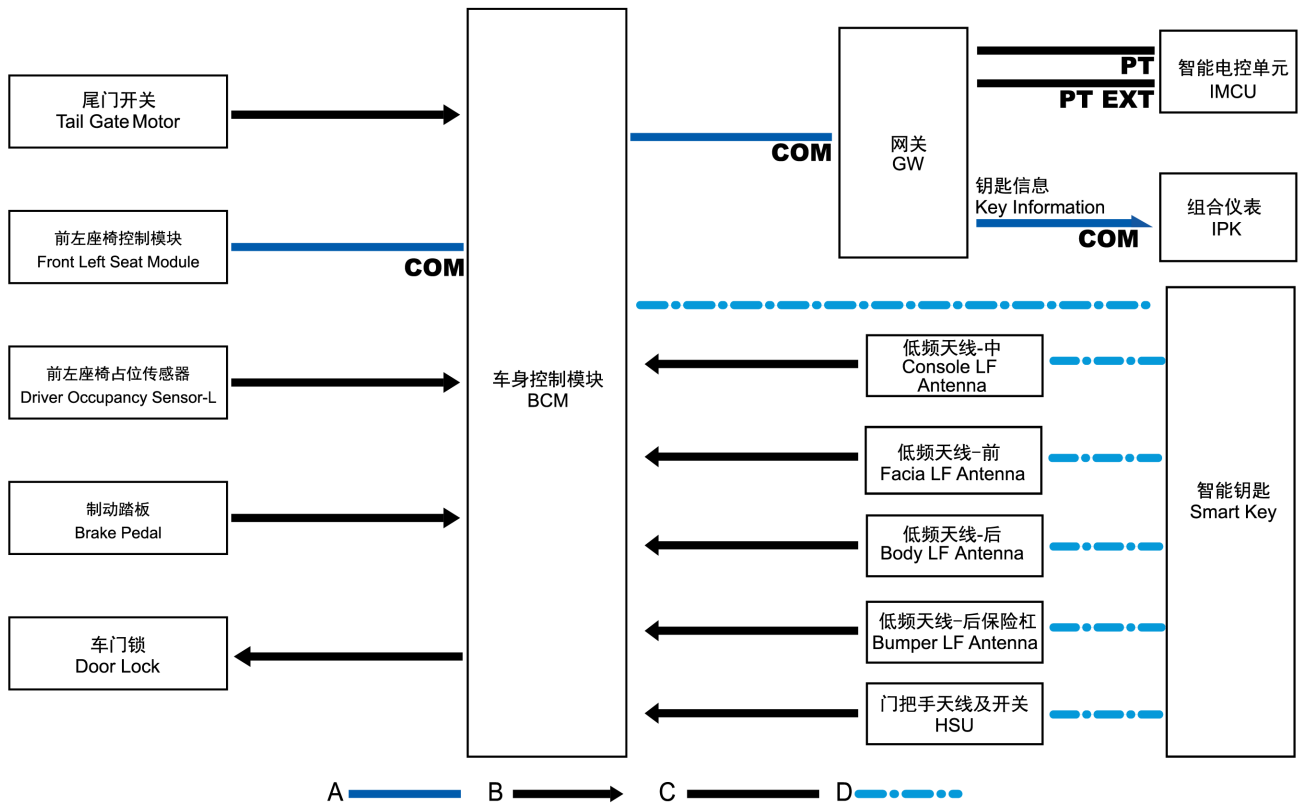 尾门开关
Tail Gate Motor
前左座椅控制模块
Front Left Seat Module
COM
前左座椅占位传感器
Driver Occupancy Sensor-L
制动踏板
Brake Pedal
车门锁
Door Lock
车身控制模块
BCM
COM
网关
GW
PT
PT EXT
智能电控单元
IMCU
钥匙信息
Key Information
COM
组合仪表
IPK
低频天线-中
Console LF
Antenna
低频天线-前
Facia LF Antenna
低频天线-后
Body LF Antenna
低频天线-后保险杠
Bumper LF Antenna
门把手天线及开关
HSU
智能钥匙
Smart Key
A
B
C
D